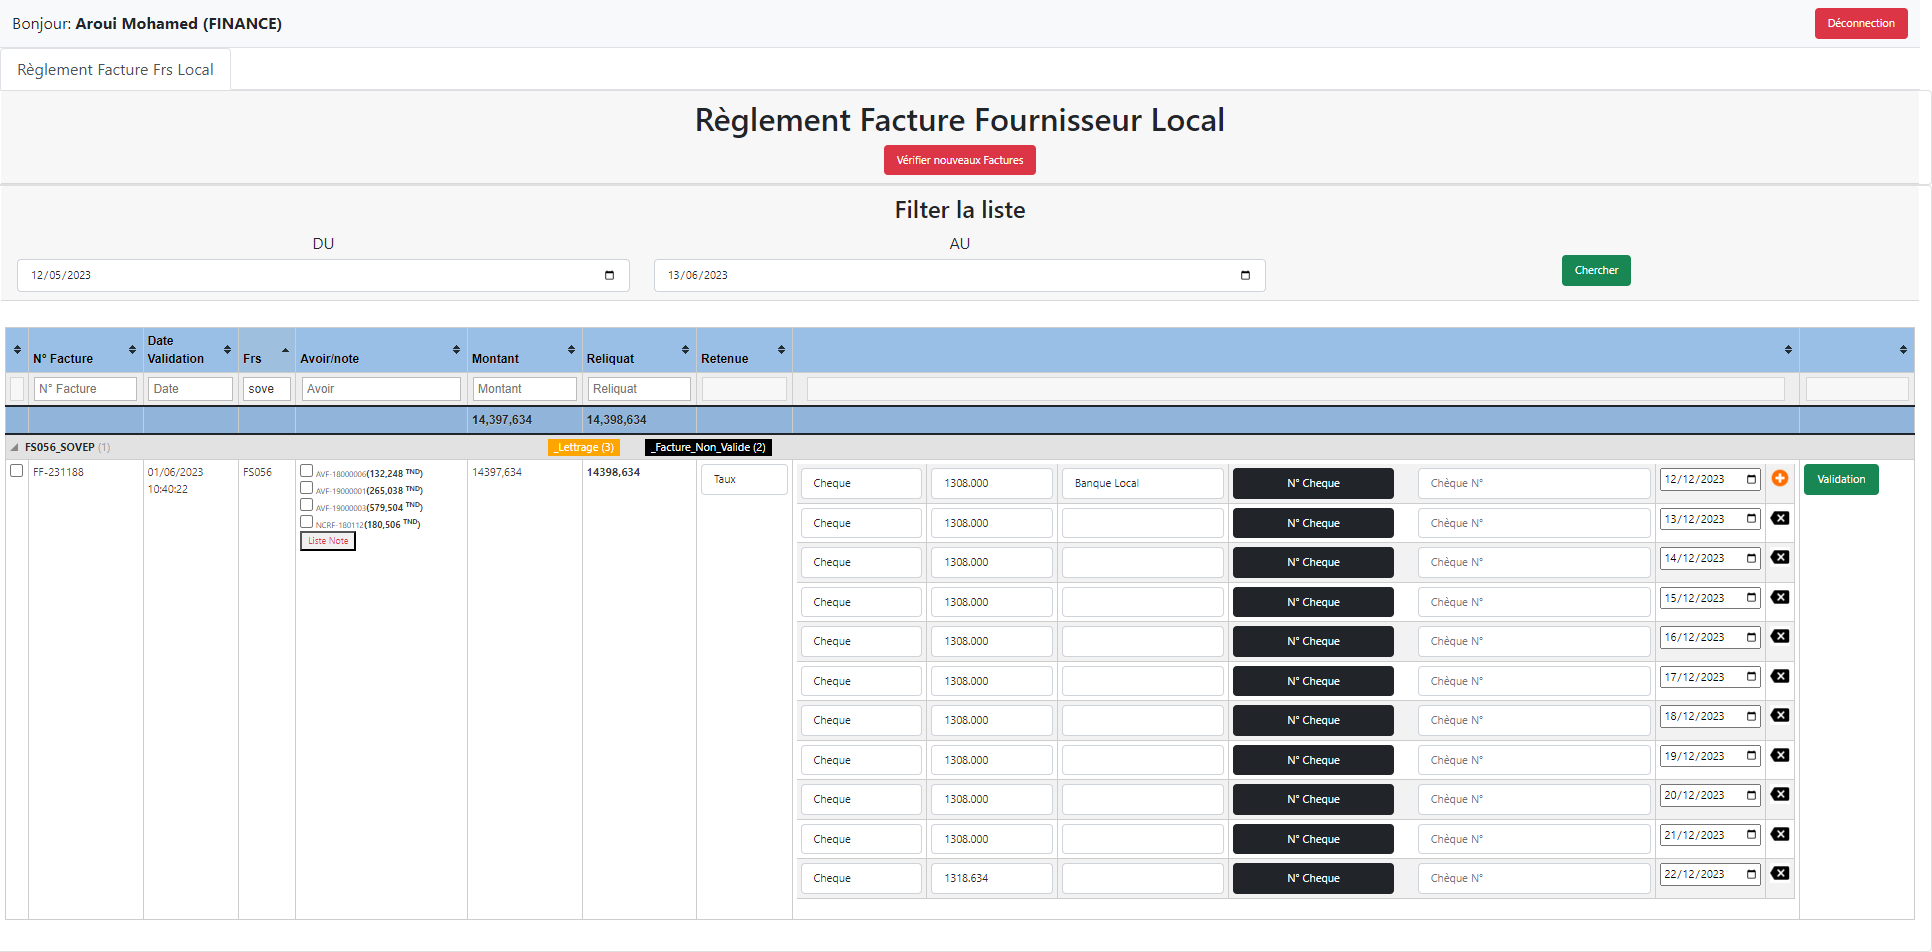 Bonjour: Aroui Mohamed (FINANCE)
Déconnection
Règlement Facture Frs Local
Règlement Facture Fournisseur Local
Vérifier nouveaux Factures
Filter la liste
DU
AU
12/05/2023
13/06/2023
Chercher
N° Facture
Date Validation
Frs
Avoir/note
Montant
Reliquat
Retenue
N° Facture
Date
sove
Avoir
Montant
Reliquat
14,397,634
14,398,634
FS056_SOVEP (1)
_Lettrage (3)
_Facture_Non_Valide (2)
FF-231188
01/06/2023 10:40:22
FS056
AVF-18000006(132,248 TND)
AVF-19000001(265,038 TND)
AVF-19000003(579,504 TND)
NCRF-180112(180,506 TND)
Liste Note
14397,634
14398,634
Taux
Cheque 1308.000 Banque Local N° Cheque Chèque N° 12/12/2023
Validation
Cheque 1308.000 N° Cheque Chèque N° 13/12/2023
Cheque 1308.000 N° Cheque Chèque N° 14/12/2023
Cheque 1308.000 N° Cheque Chèque N° 15/12/2023
Cheque 1308.000 N° Cheque Chèque N° 16/12/2023
Cheque 1308.000 N° Cheque Chèque N° 17/12/2023
Cheque 1308.000 N° Cheque Chèque N° 18/12/2023
Cheque 1308.000 N° Cheque Chèque N° 19/12/2023
Cheque 1308.000 N° Cheque Chèque N° 20/12/2023
Cheque 1308.000 N° Cheque Chèque N° 21/12/2023
Cheque 1318.634 N° Cheque Chèque N° 22/12/2023